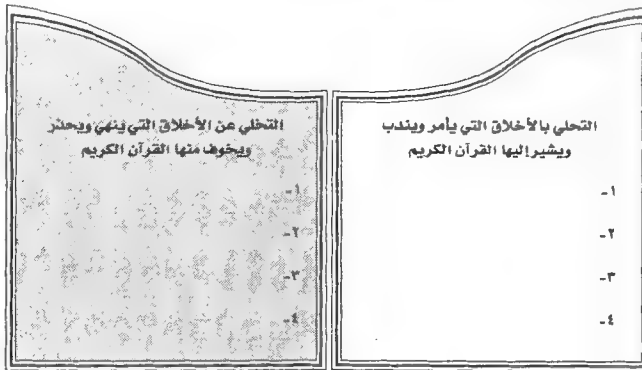 التحلي بالأخلاق التي يأمر ويندب
ويشير إليها القرآن الكريم
١-
٢-
٣-
٤-
التخلي عن الأخلاق التي ينهى ويحذر
ويخوف منها القرآن الكريم
١-
٢-
٣-
٤-